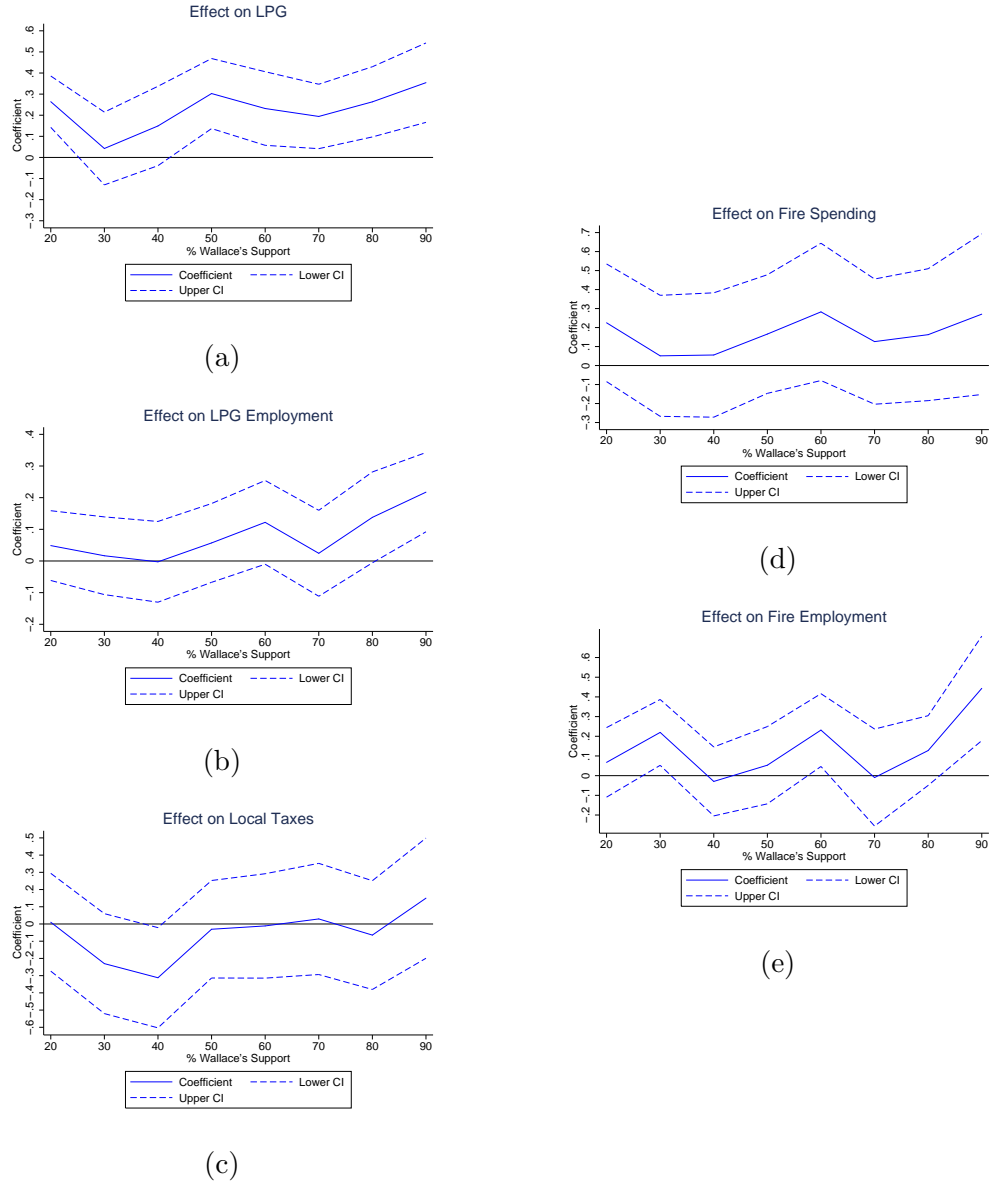 Effect on LPG
Coefficient
-.3 -.2 -.1 0 .1 .2 .3 .4 .5 .6
20 30 40 50 60 70 80 90
% Wallace's Support
Coefficient Lower CI
Upper CI
(a)
Effect on LPG Employment
Coefficient
-.2 -.1 0 .1 .2 .3 .4
20 30 40 50 60 70 80 90
% Wallace's Support
Coefficient Lower CI
Upper CI
(b)
Effect on Local Taxes
Coefficient
-.6 -.5 -.4 -.3 -.2 -.1 0 .1 .2 .3 .4 .5
20 30 40 50 60 70 80 90
% Wallace's Support
Coefficient Lower CI
Upper CI
(c)
Effect on Fire Spending
Coefficient
-.3 -.2 -.1 0 .1 .2 .3 .4 .5 .6 .7
20 30 40 50 60 70 80 90
% Wallace's Support
Coefficient Lower CI
Upper CI
(d)
Effect on Fire Employment
Coefficient
-.2 -.1 0 .1 .2 .3 .4 .5 .6
20 30 40 50 60 70 80 90
% Wallace's Support
Coefficient Lower CI
Upper CI
(e)